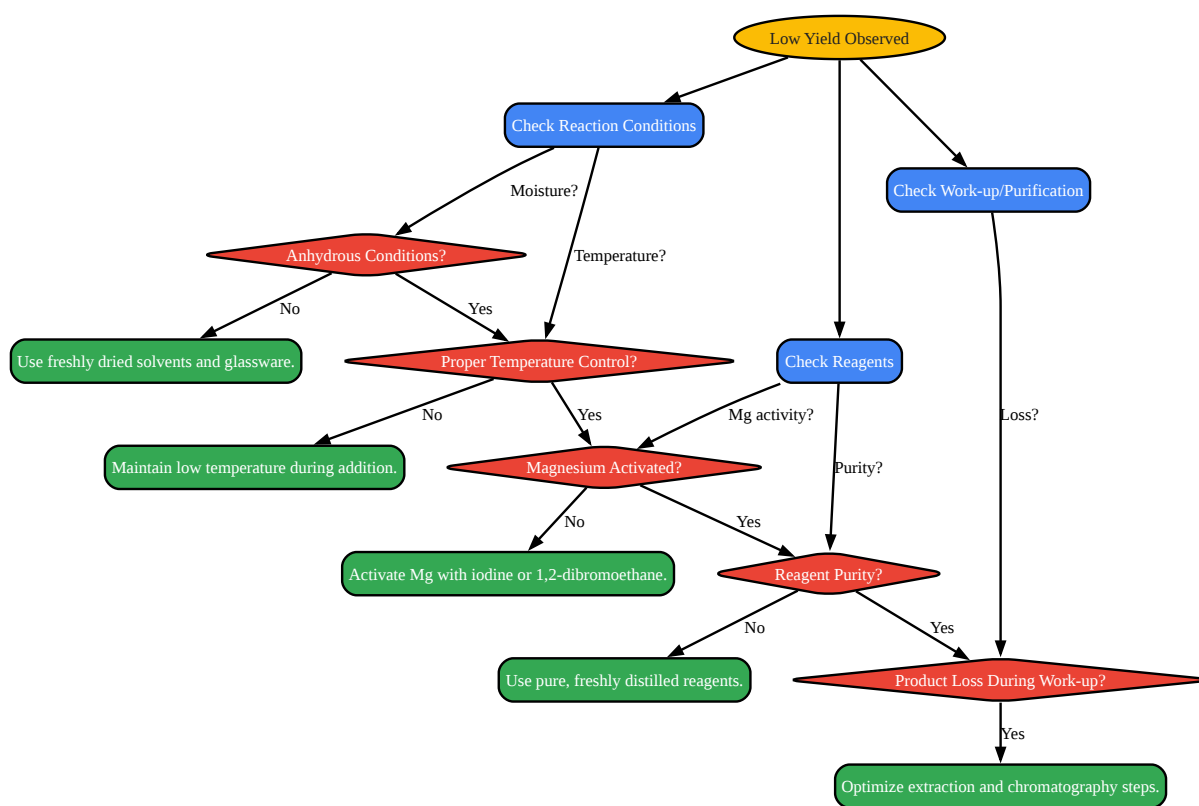 Low Yield Observed
Check Reaction Conditions
Check Work-up/Purification
Moisture?
Anhydrous Conditions?
Temperature?
No
Yes
Use freshly dried solvents and glassware.
Proper Temperature Control?
Check Reagents
No
Yes
Mg activity?
Loss?
Maintain low temperature during addition.
Magnesium Activated?
Purity?
No
Yes
Activate Mg with iodine or 1,2-dibromoethane.
Reagent Purity?
No
Yes
Use pure, freshly distilled reagents.
Product Loss During Work-up?
Yes
Optimize extraction and chromatography steps.